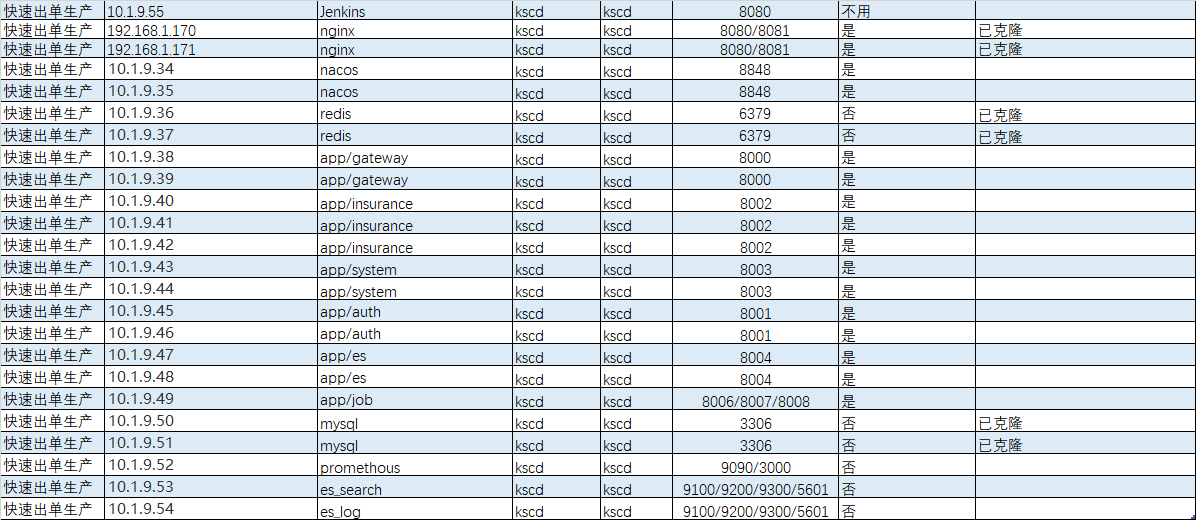 快速出单生产 10.1.9.55 Jenkins kscd kscd 8080 不用
快速出单生产 192.168.1.170 nginx kscd kscd 8080/8081 是 已克隆
快速出单生产 192.168.1.171 nginx kscd kscd 8080/8081 是 已克隆
快速出单生产 10.1.9.34 nacos kscd kscd 8848 是
快速出单生产 10.1.9.35 nacos kscd kscd 8848 是
快速出单生产 10.1.9.36 redis kscd kscd 6379 否 已克隆
快速出单生产 10.1.9.37 redis kscd kscd 6379 否 已克隆
快速出单生产 10.1.9.38 app/gateway kscd kscd 8000 是
快速出单生产 10.1.9.39 app/gateway kscd kscd 8000 是
快速出单生产 10.1.9.40 app/insurance kscd kscd 8002 是
快速出单生产 10.1.9.41 app/insurance kscd kscd 8002 是
快速出单生产 10.1.9.42 app/insurance kscd kscd 8002 是
快速出单生产 10.1.9.43 app/system kscd kscd 8003 是
快速出单生产 10.1.9.44 app/system kscd kscd 8003 是
快速出单生产 10.1.9.45 app/auth kscd kscd 8001 是
快速出单生产 10.1.9.46 app/auth kscd kscd 8001 是
快速出单生产 10.1.9.47 app/es kscd kscd 8004 是
快速出单生产 10.1.9.48 app/es kscd kscd 8004 是
快速出单生产 10.1.9.49 app/job kscd kscd 8006/8007/8008 是
快速出单生产 10.1.9.50 mysql kscd kscd 3306 否 已克隆
快速出单生产 10.1.9.51 mysql kscd kscd 3306 否 已克隆
快速出单生产 10.1.9.52 promethous kscd kscd 9090/3000 否
快速出单生产 10.1.9.53 es_search kscd kscd 9100/9200/9300/5601 否
快速出单生产 10.1.9.54 es_log kscd kscd 9100/9200/9300/5601 否